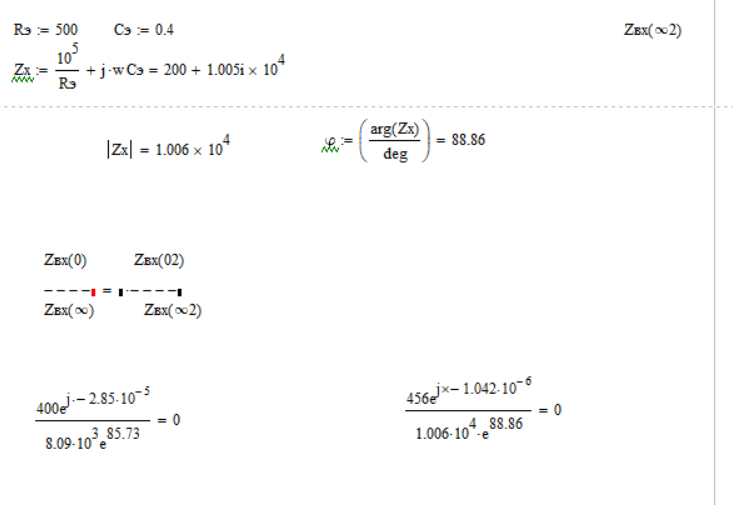 Rэ := 500 Cэ := 0.4 Zвх(∞2)
Zx := 10^5/Rэ + j·wCэ = 200 + 1.005i × 10^4
|Zx| = 1.006 × 10^4 φ := (arg(Zx)/deg) = 88.86
Zвх(0) Zвх(02)
---- = ----
Zвх(∞) Zвх(∞2)
400e^(j·−2.85·10^−5)/8.09·10^3e^85.73 = 0 456e^(j×−1.042·10^−6)/1.006·10^4·e^88.86 = 0